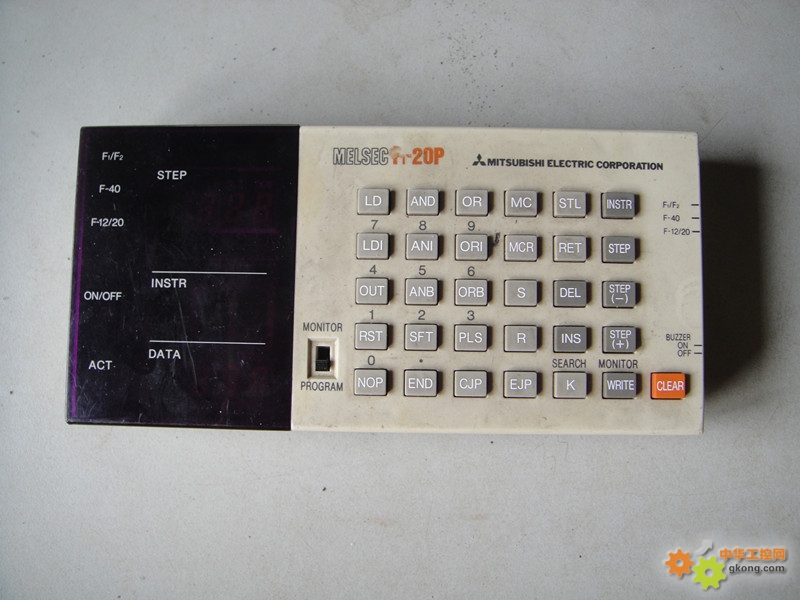 F1/F2
STEP
F-40
F-12/20
INSTR
ON/OFF
DATA
ACT
MELSEC F1-20P
MITSUBISHI ELECTRIC CORPORATION
LD AND OR MC STL INSTR
7 8 9
LDI ANI ORI MCR RET STEP
4 5 6
OUT ANB ORB S DEL STEP (−)
1 2 3
RST SFT PLS R INS STEP (+)
0 • SEARCH MONITOR
NOP END CJP EJP K WRITE CLEAR
MONITOR
PROGRAM
F1/F2
F-40
F-12/20
BUZZER
ON
OFF
中华工控网
gkong.com